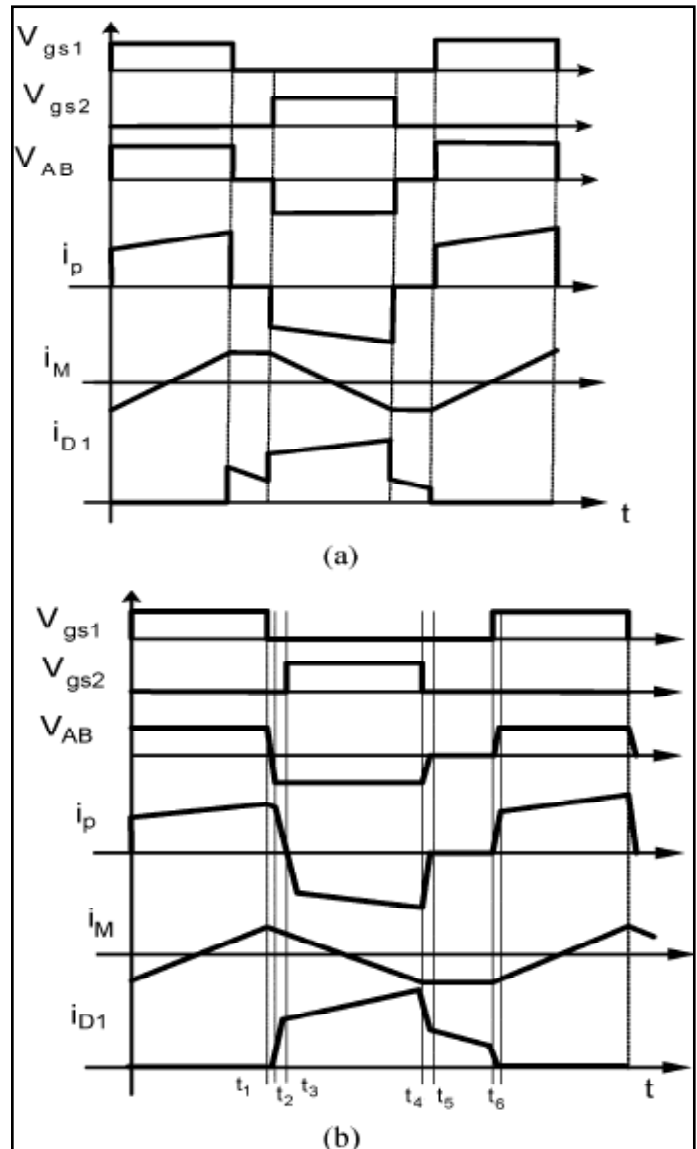 Vgs1
Vgs2
VAB
ip
iM
iD1
t
(a)
Vgs1
Vgs2
VAB
ip
iM
iD1
t1 t2 t3 t4 t5 t6 t
(b)